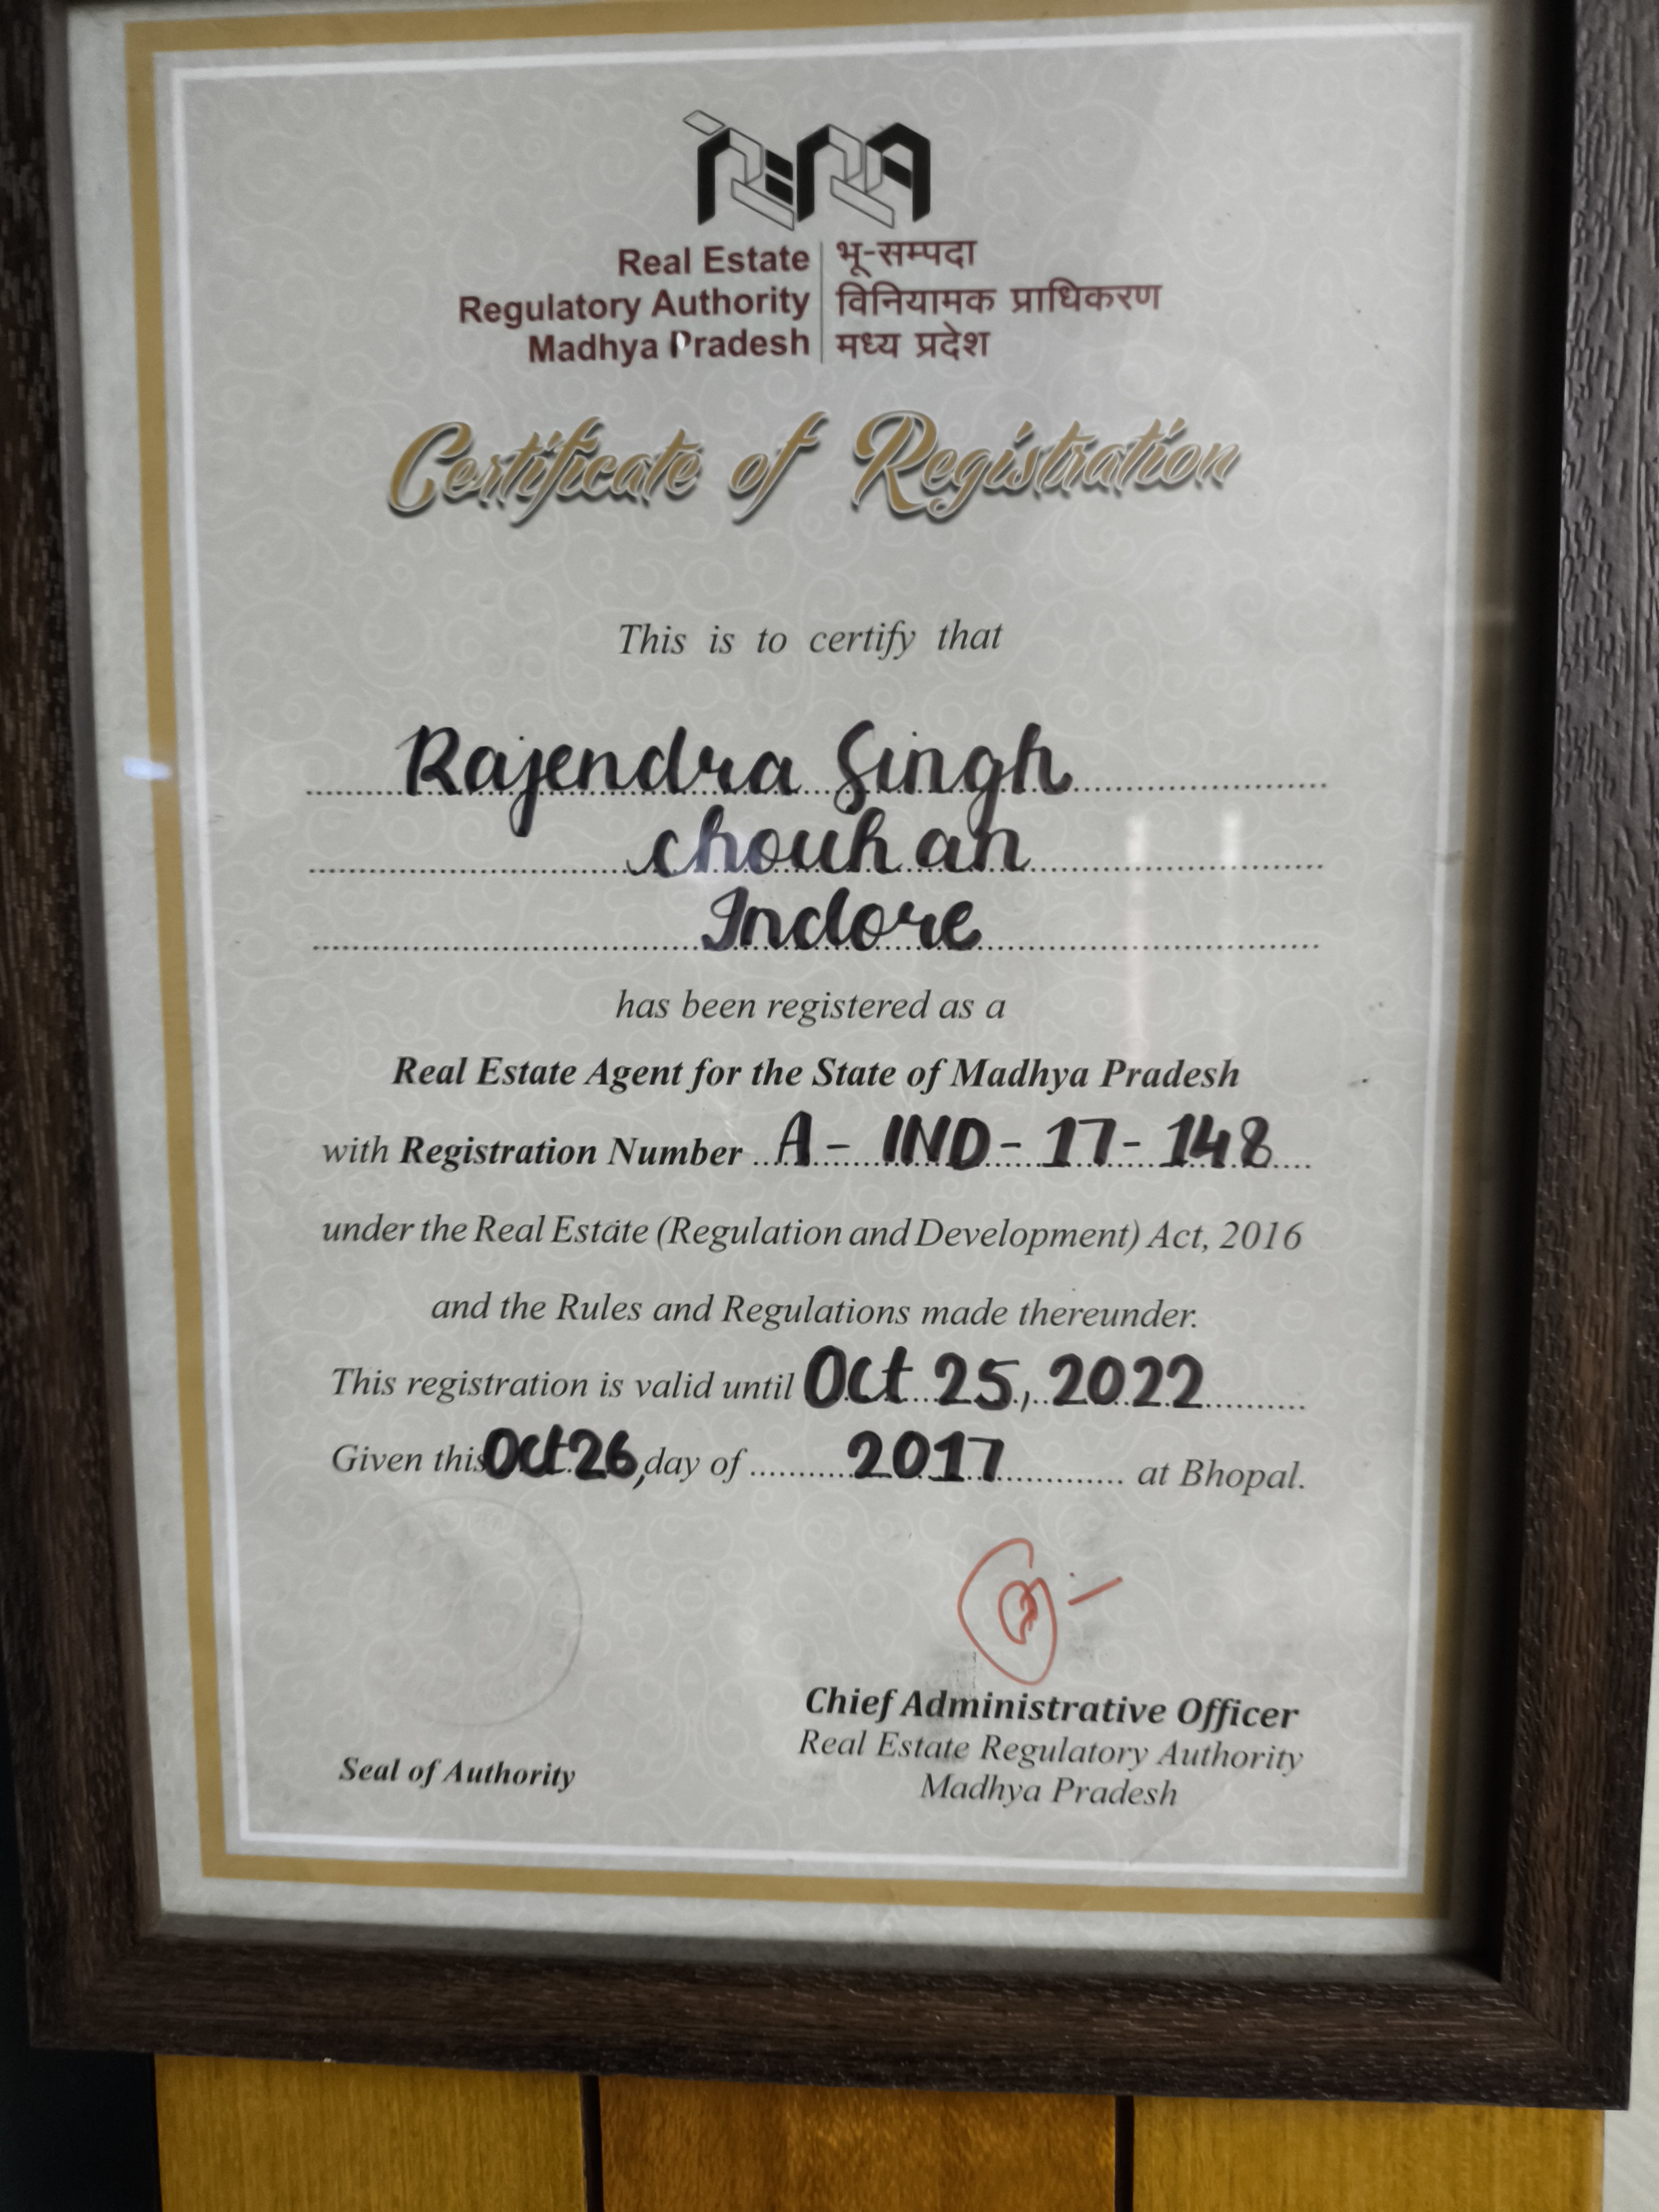 RERA
Real Estate
Regulatory Authority
Madhya Pradesh
भू-सम्पदा
विनियामक प्राधिकरण
मध्य प्रदेश
Certificate of Registration
This is to certify that
Rajendra Singh
chouhan
Indore
has been registered as a
Real Estate Agent for the State of Madhya Pradesh
with Registration Number A - IND - 17 - 148
under the Real Estate (Regulation and Development) Act, 2016
and the Rules and Regulations made thereunder.
This registration is valid until Oct 25, 2022
Given this Oct 26, day of 2017 at Bhopal.
Chief Administrative Officer
Real Estate Regulatory Authority
Madhya Pradesh
Seal of Authority